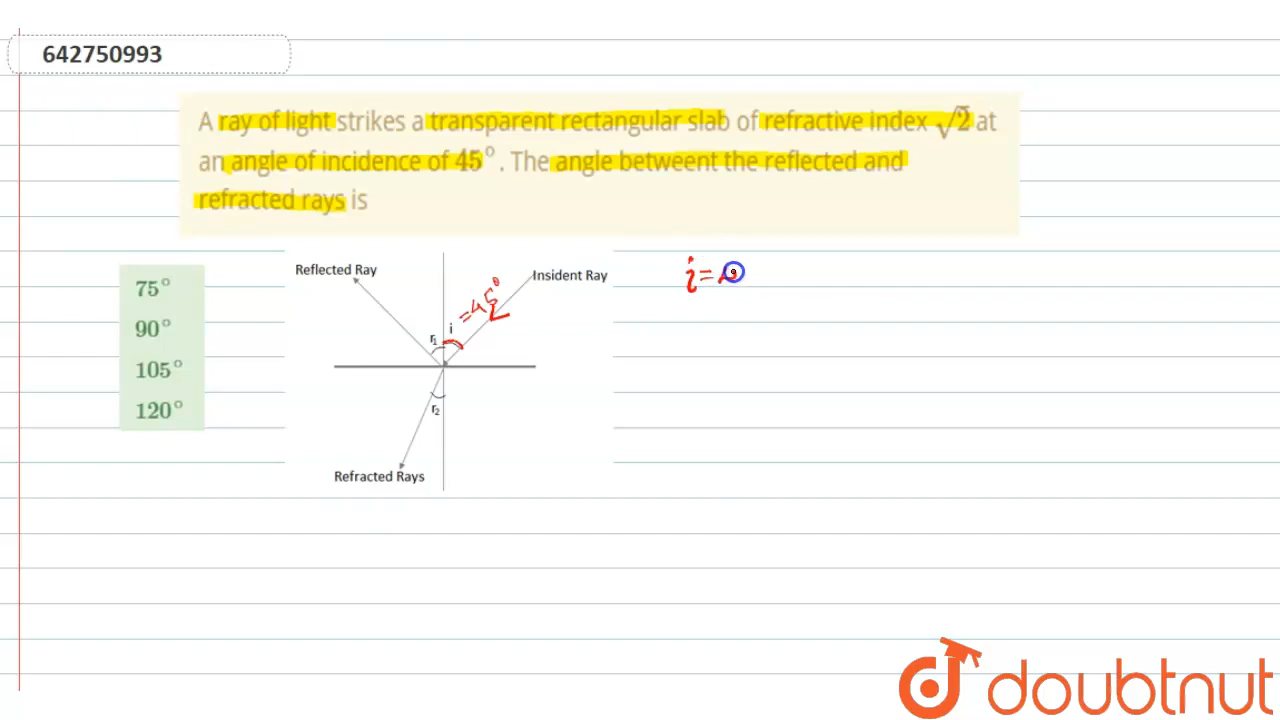 642750993
A ray of light strikes a transparent rectangular slab of refractive index √2 at
an angle of incidence of 45°. The angle betweent the reflected and
refracted rays is
75°
90°
105°
120°
Reflected Ray
Insident Ray
=45°
i
r1
r2
Refracted Rays
i=
doubtnut